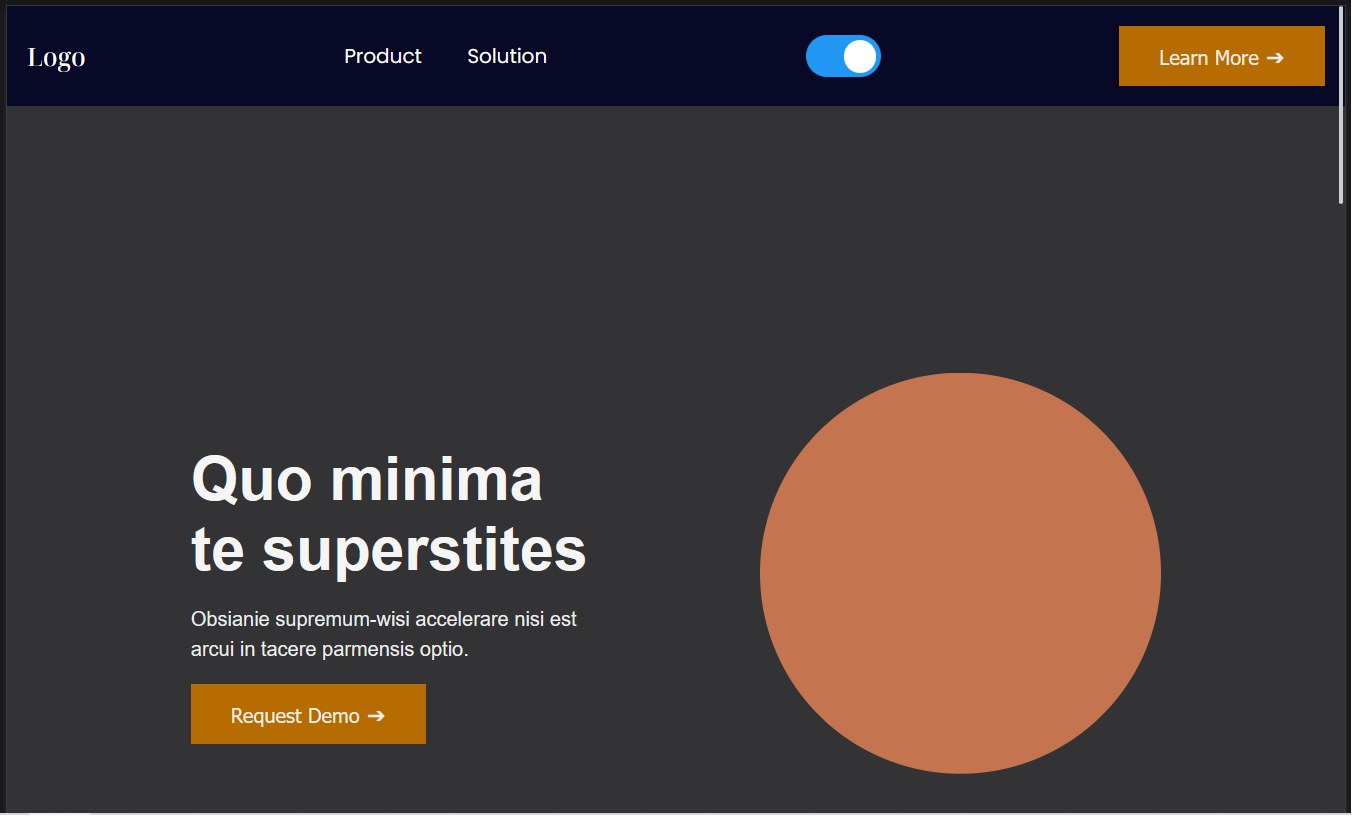 Logo
Product
Solution
Learn More ➔
Quo minima
te superstites
Obsianie supremum-wisi accelerare nisi est
arcui in tacere parmensis optio.
Request Demo ➔